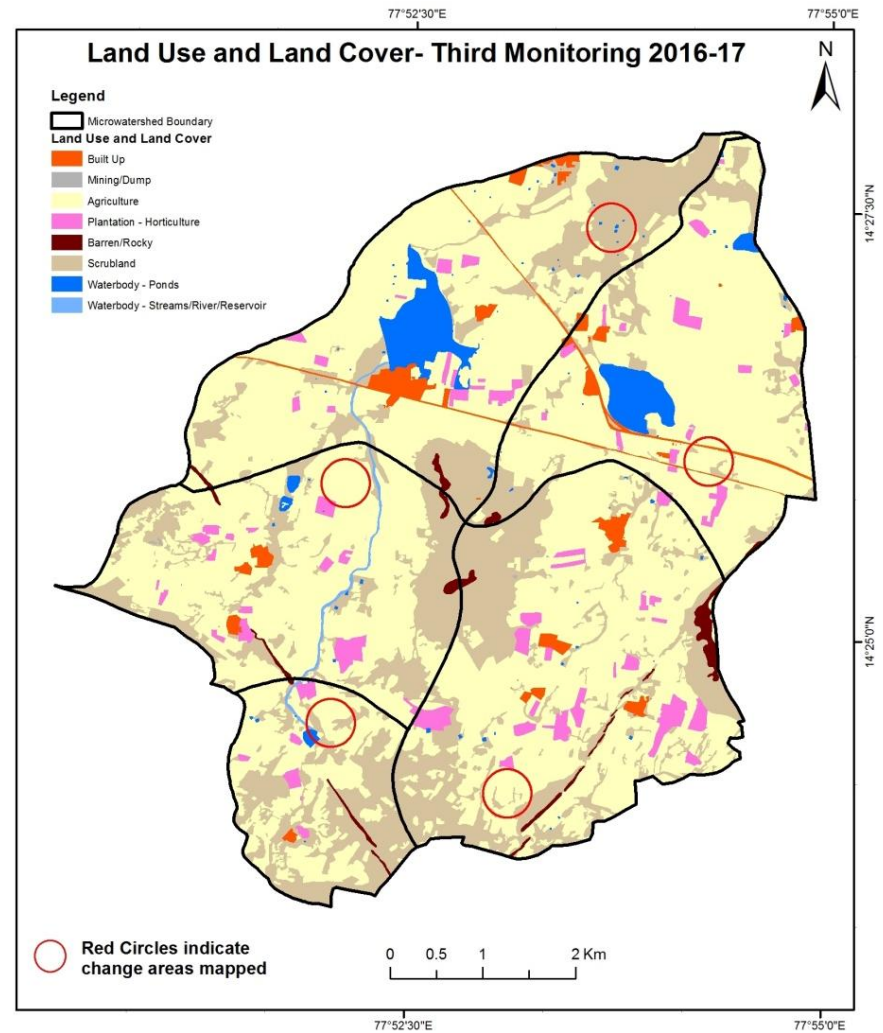 77°52'30"E
77°55'0"E
Land Use and Land Cover- Third Monitoring 2016-17
N
Legend
Microwatershed Boundary
Land Use and Land Cover
Built Up
Mining/Dump
Agriculture
Plantation - Horticulture
Barren/Rocky
Scrubland
Waterbody - Ponds
Waterbody - Streams/River/Reservoir
14°27'30"N
14°25'0"N
Red Circles indicate
change areas mapped
0 0.5 1 2 Km
77°52'30"E
77°55'0"E